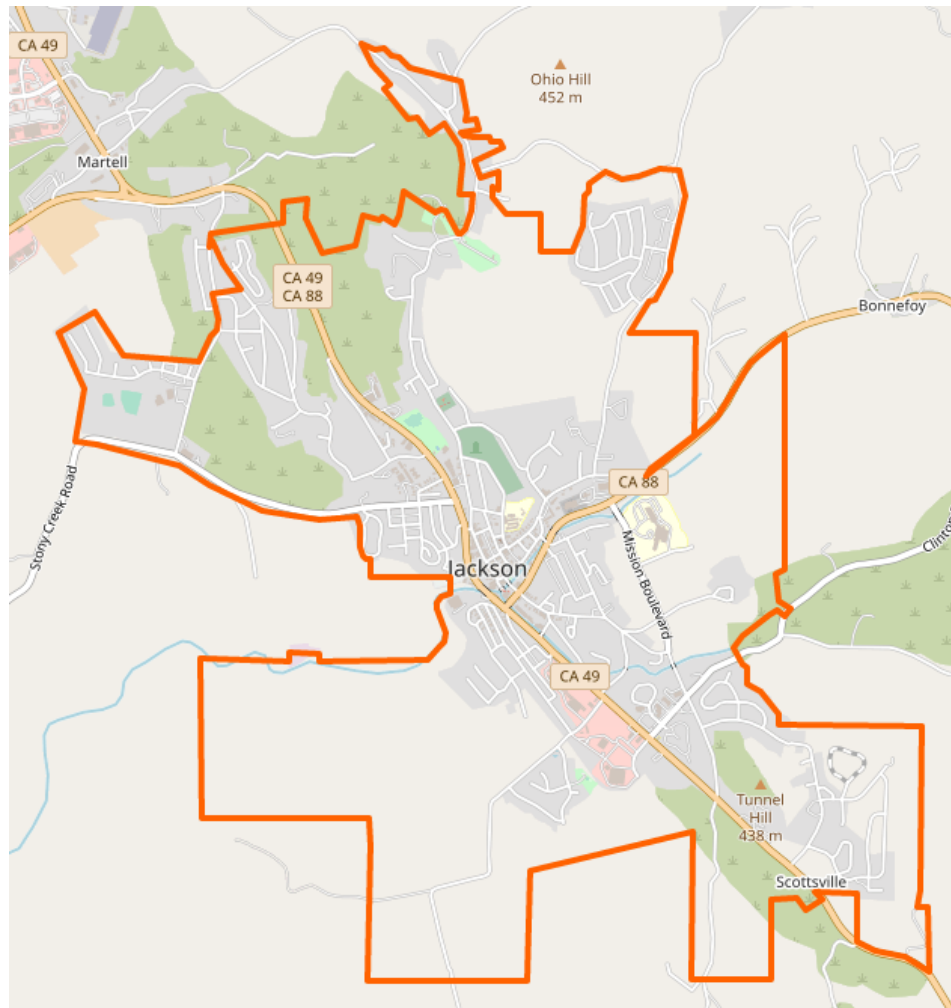 CA 49
Ohio Hill
452 m
Martell
CA 49
CA 88
Bonnefoy
Stony Creek Road
CA 88
Mission Boulevard
Clinto
Jackson
CA 49
Tunnel
Hill
438 m
Scottsville